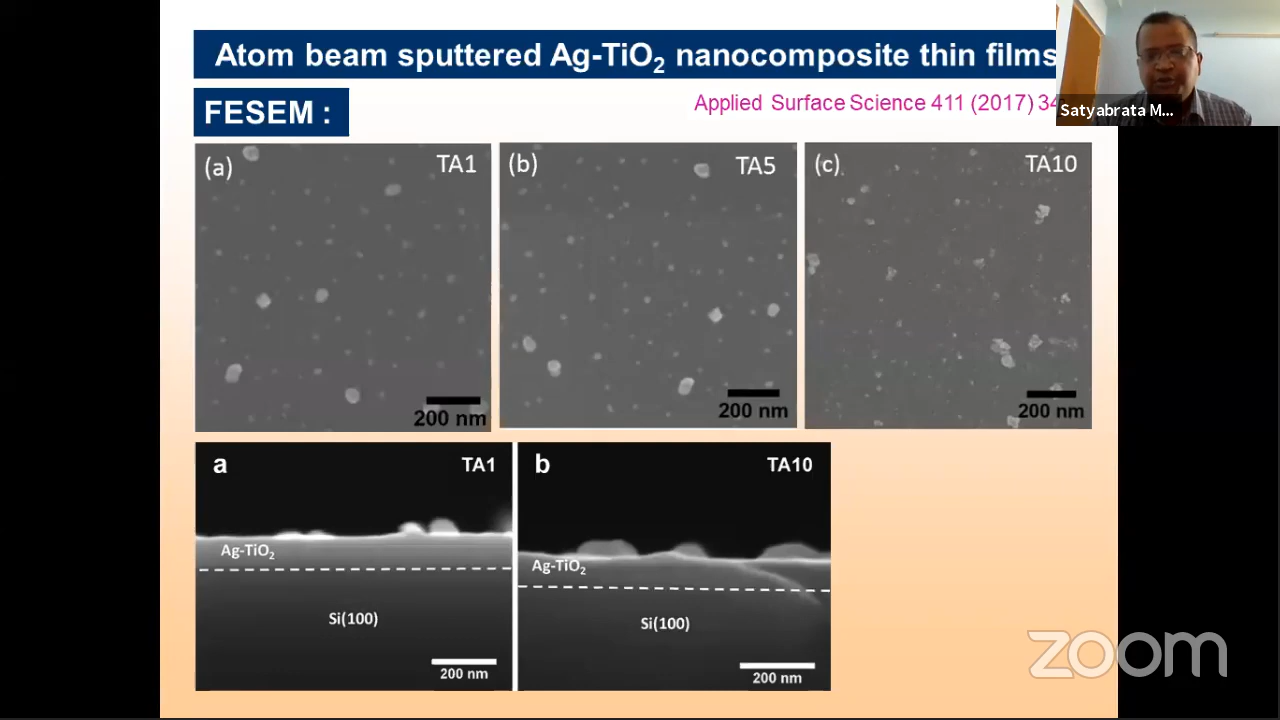 Atom beam sputtered Ag-TiO₂ nanocomposite thin films
FESEM :
Applied Surface Science 411 (2017) 34
Satyabrata M...
(a) TA1
200 nm
(b) TA5
200 nm
(c) TA10
200 nm
a TA1
Ag-TiO₂
Si(100)
200 nm
b TA10
Ag-TiO₂
Si(100)
200 nm
zoom